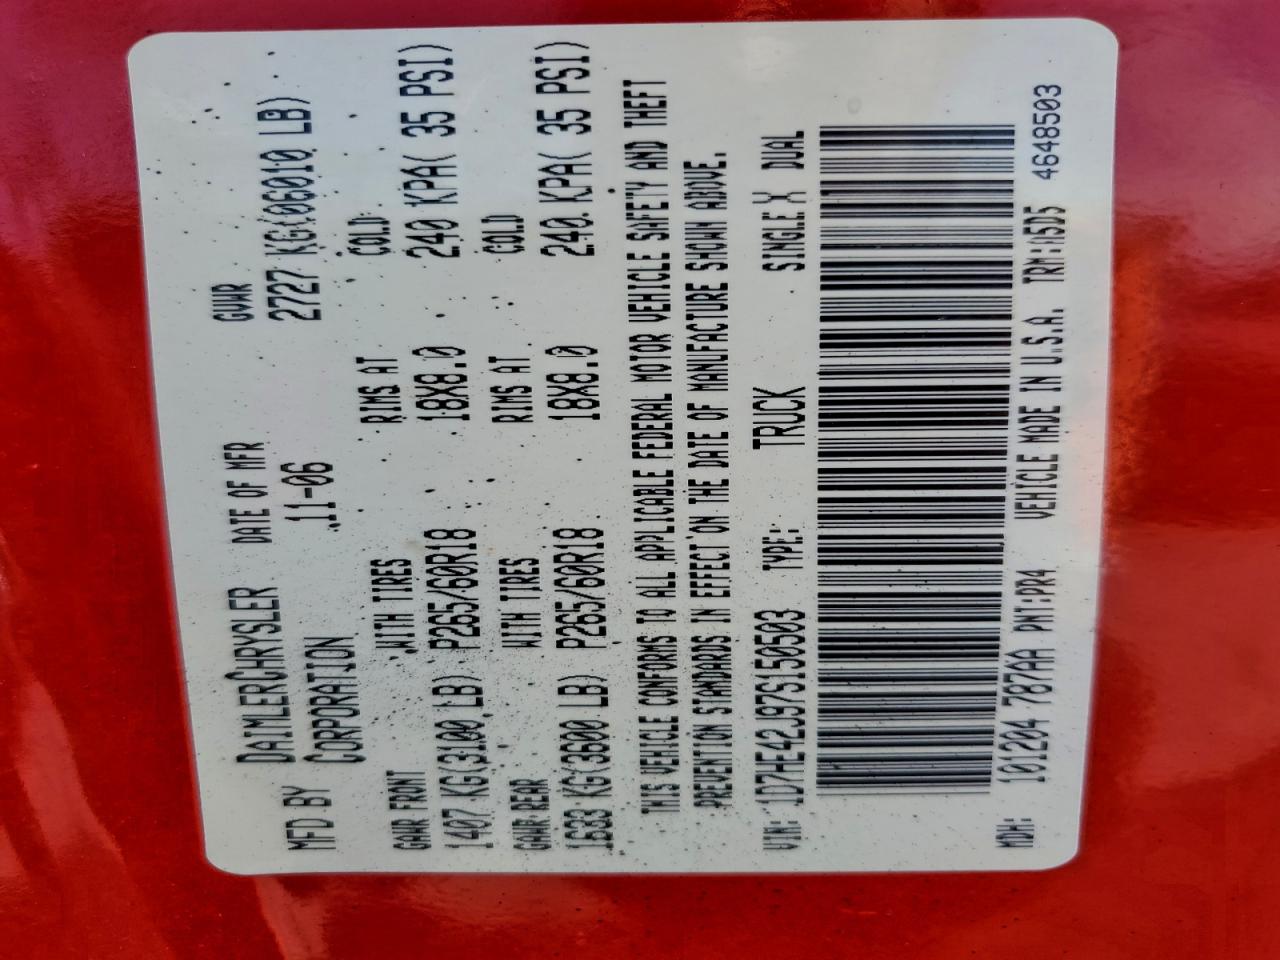 MFD BY DAIMLERCHRYSLER CORPORATION DATE OF MFR 11-06 GVWR 2727 KG(06010 LB)
GAWR FRONT WITH TIRES RIMS AT COLD
1407 KG(3100 LB) P265/60R18 18X8.0 240 KPA( 35 PSI)
GAWR REAR WITH TIRES RIMS AT COLD
1633 KG(3600 LB) P265/60R18 18X8.0 240 KPA( 35 PSI)
THIS VEHICLE CONFORMS TO ALL APPLICABLE FEDERAL MOTOR VEHICLE SAFETY AND THEFT
PREVENTION STANDARDS IN EFFECT ON THE DATE OF MANUFACTURE SHOWN ABOVE.
VIN: 1D7HE42J97S150503 TYPE: TRUCK SINGLE X DUAL
MDH: 101204 787AA PNT:PR4 VEHICLE MADE IN U.S.A. TRM:A5D5 4648503